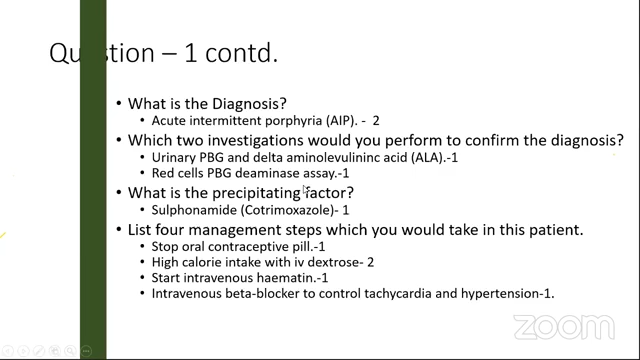 Question – 1 contd.
• What is the Diagnosis?
• Acute intermittent porphyria (AIP). - 2
• Which two investigations would you perform to confirm the diagnosis?
• Urinary PBG and delta aminolevulininc acid (ALA).-1
• Red cells PBG deaminase assay.-1
• What is the precipitating factor?
• Sulphonamide (Cotrimoxazole)- 1
• List four management steps which you would take in this patient.
• Stop oral contraceptive pill.-1
• High calorie intake with iv dextrose- 2
• Start intravenous haematin.-1
• Intravenous beta-blocker to control tachycardia and hypertension-1.
zoom